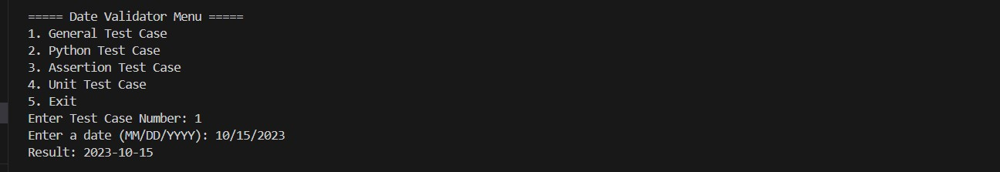 ===== Date Validator Menu =====
1. General Test Case
2. Python Test Case
3. Assertion Test Case
4. Unit Test Case
5. Exit
Enter Test Case Number: 1
Enter a date (MM/DD/YYYY): 10/15/2023
Result: 2023-10-15